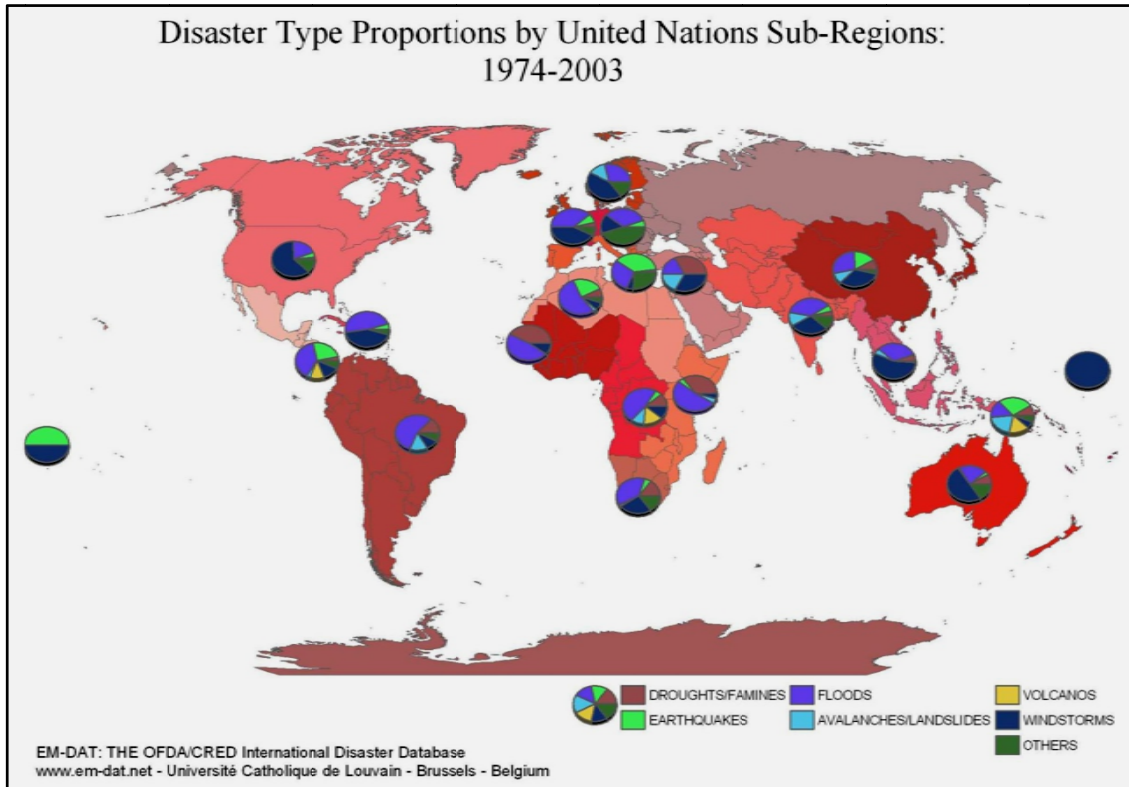 Disaster Type Proportions by United Nations Sub-Regions:
1974-2003
DROUGHTS/FAMINES
FLOODS
VOLCANOS
EARTHQUAKES
AVALANCHES/LANDSLIDES
WINDSTORMS
OTHERS
EM-DAT: THE OFDA/CRED International Disaster Database
www.em-dat.net - Université Catholique de Louvain - Brussels - Belgium